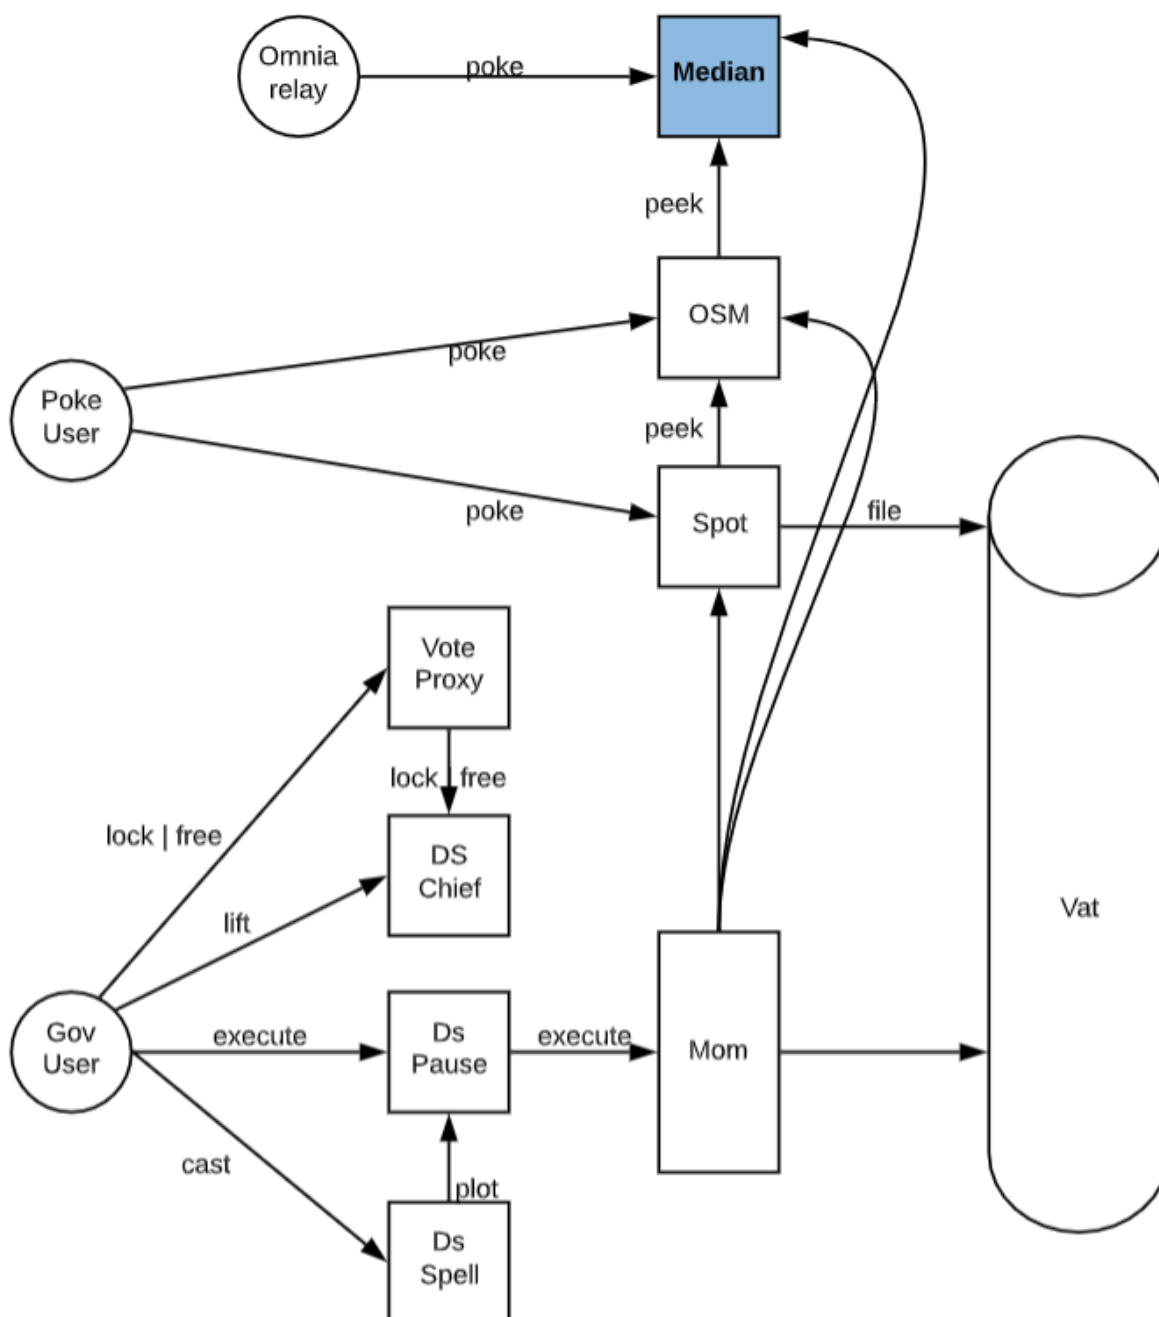 Omnia
relay
poke
Median
peek
OSM
poke
Poke
User
peek
poke
Spot
file
Vote
Proxy
lock | free
lock | free
DS
Chief
lift
Vat
Gov
User
execute
Ds
Pause
execute
Mom
cast
plot
Ds
Spell